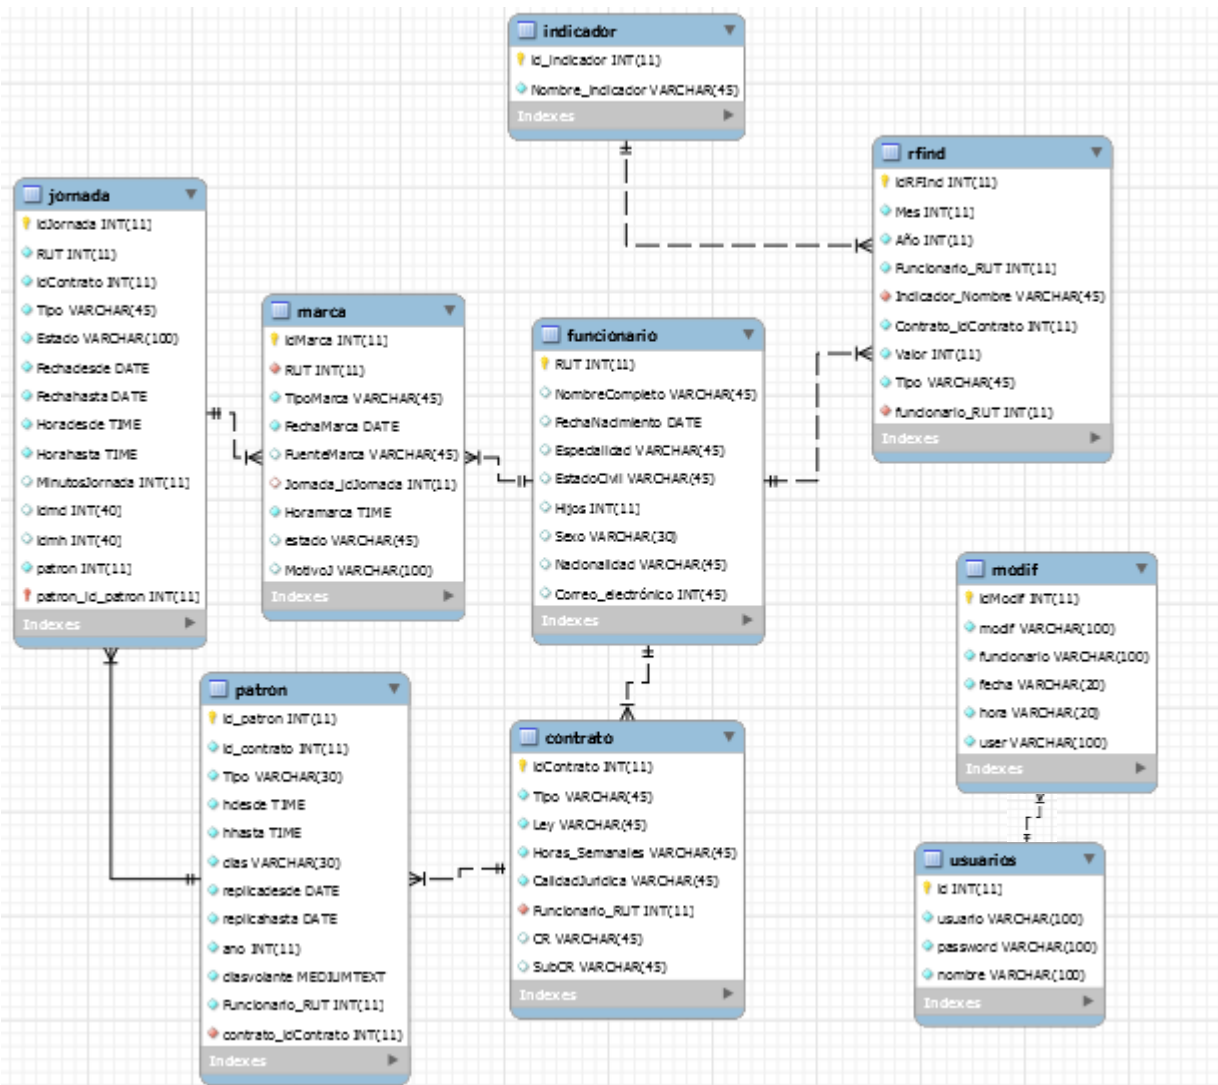 indicador
id_indicador INT(11)
Nombre_indicador VARCHAR(45)
Indexes
rfind
idRFInd INT(11)
Mes INT(11)
Año INT(11)
Funcionario_RUT INT(11)
Indicador_Nombre VARCHAR(45)
Contrato_idContrato INT(11)
Valor INT(11)
Tipo VARCHAR(45)
funcionario_RUT INT(11)
Indexes
jornada
idJornada INT(11)
RUT INT(11)
idContrato INT(11)
Tipo VARCHAR(45)
Estado VARCHAR(100)
Fechadesde DATE
Fechahasta DATE
Horadesde TIME
Horahasta TIME
MinutosJornada INT(11)
idmd INT(40)
idmh INT(40)
patron INT(11)
patron_id_patron INT(11)
Indexes
marca
idMarca INT(11)
RUT INT(11)
TipoMarca VARCHAR(45)
FechaMarca DATE
FuenteMarca VARCHAR(45)
Jornada_idJornada INT(11)
Horamarca TIME
estado VARCHAR(45)
MotivoJ VARCHAR(100)
Indexes
funcionario
RUT INT(11)
NombreCompleto VARCHAR(45)
FechaNacimiento DATE
Especialidad VARCHAR(45)
EstadoCivil VARCHAR(45)
Hijos INT(11)
Sexo VARCHAR(30)
Nacionalidad VARCHAR(45)
Correo_electrónico INT(45)
Indexes
modif
idModif INT(11)
modif VARCHAR(100)
funcionario VARCHAR(100)
fecha VARCHAR(20)
hora VARCHAR(20)
user VARCHAR(100)
Indexes
patron
id_patron INT(11)
id_contrato INT(11)
Tipo VARCHAR(30)
hdesde TIME
hhasta TIME
dias VARCHAR(30)
replicadesde DATE
replicahasta DATE
ano INT(11)
diasvolante MEDIUMTEXT
Funcionario_RUT INT(11)
contrato_idContrato INT(11)
Indexes
contrato
idContrato INT(11)
Tipo VARCHAR(45)
Ley VARCHAR(45)
Horas_Semanales VARCHAR(45)
CalidadJuridica VARCHAR(45)
Funcionario_RUT INT(11)
CR VARCHAR(45)
SubCR VARCHAR(45)
Indexes
usuarios
id INT(11)
usuario VARCHAR(100)
password VARCHAR(100)
nombre VARCHAR(100)
Indexes